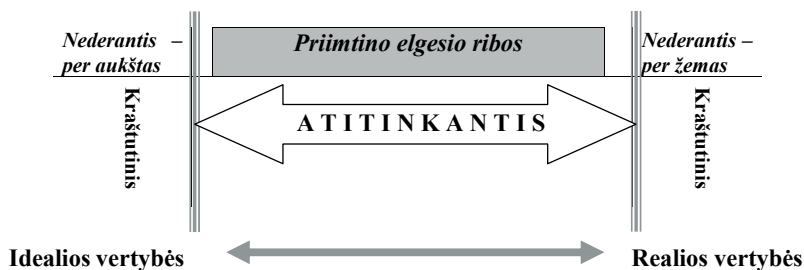 Nederantis –
per aukštas
Priimtino elgesio ribos
Nederantis –
per žemas
Kraštutinis
ATITINKANTIS
Kraštutinis
Idealios vertybės
Realios vertybės